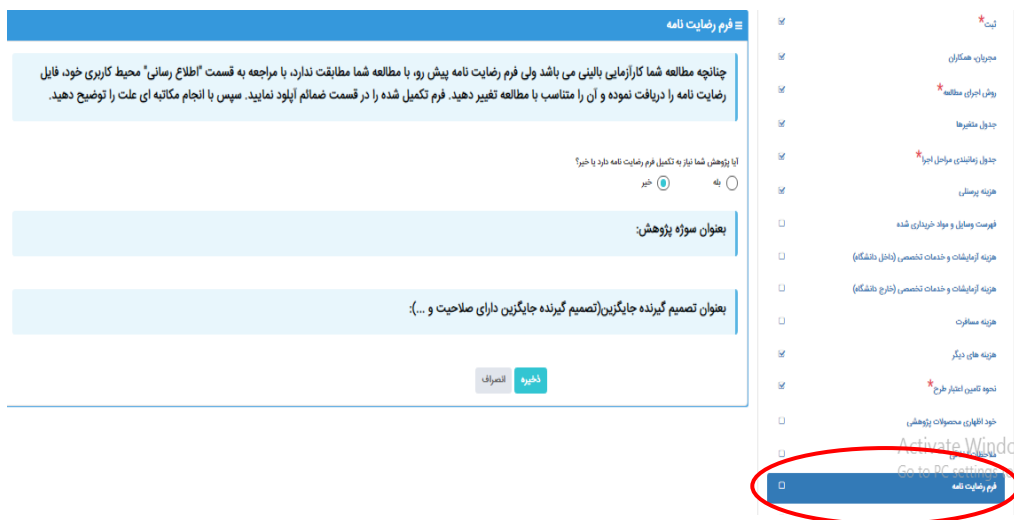 ثبت*
مجریان، همکاران
روش اجرای مطالعه*
جدول متغیرها
جدول زمانبندی مراحل اجرا*
هزینه پرسنلی
فهرست وسایل و مواد خریداری شده
هزینه آزمایشات و خدمات تخصصی (داخل دانشگاه)
هزینه آزمایشات و خدمات تخصصی (خارج دانشگاه)
هزینه مسافرت
هزینه های دیگر
نحوه تامین اعتبار طرح*
خود اظهاری محصولات پژوهشی
Activate Windo
Go to PC settings
فرم رضایت نامه
فرم رضایت نامه
چنانچه مطالعه شما کارآزمایی بالینی می باشد ولی فرم رضایت نامه پیش رو، با مطالعه شما مطابقت ندارد، با مراجعه به قسمت "اطلاع رسانی" محیط کاربری خود، فایل
رضایت نامه را دریافت نموده و آن را متناسب با مطالعه تغییر دهید. فرم تکمیل شده را در قسمت ضمائم آپلود نمایید. سپس با انجام مکاتبه ای علت را توضیح دهید.
آیا پژوهش شما نیاز به تکمیل فرم رضایت نامه دارد یا خیر؟
بله خیر
بعنوان سوژه پژوهش:
بعنوان تصمیم گیرنده جایگزین(تصمیم گیرنده جایگزین دارای صلاحیت و ...):
ذخیره انصراف